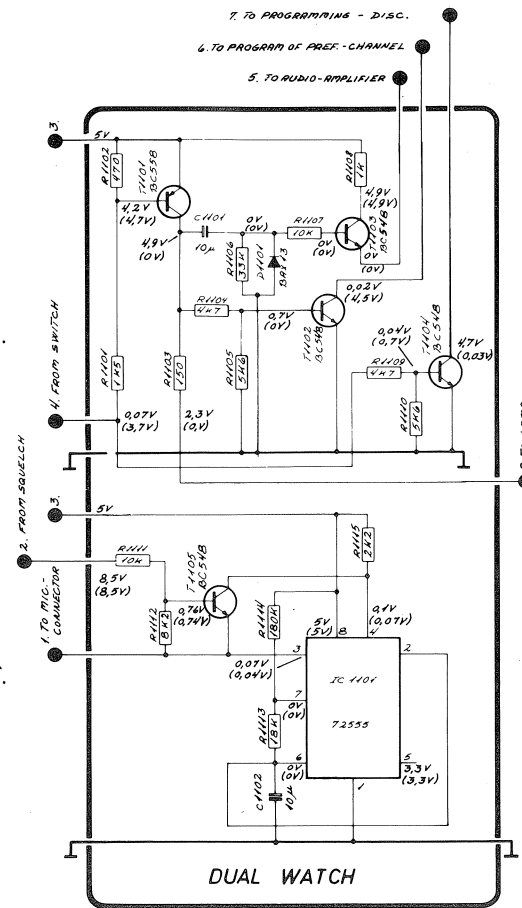 7. TO PROGRAMMING - DISC.
6. TO PROGRAM OF PREF.-CHANNEL
5. TO AUDIO-AMPLIFIER
3.
5V
R1102
470
T1101
BC558
4,2V
(4,7V)
4,9V
(0V)
C1101
10μ
0V
(0V)
R1106
33K
D1101
R1107
10K
0V
(0V)
R1108
1K
4,9V
(4,9V)
T1103
BC548
0V
(0V)
0,02V
(4,5V)
R1104
4K7
0,7V
(0V)
T1102
BC548
4. FROM SWITCH
R1101
1K5
R1103
150
R1105
5K6
0,04V
(0,7V)
T1104
BC548
R1109
4K7
4,7V
(0,03V)
R1110
5K6
0,07V
(3,7V)
2,3V
(0,V)
2. FROM SQUELCH
3.
5V
R1111
10K
8,5V
(8,5V)
T1105
BC548
R1115
2K2
1. TO MIC.-
CONNECTOR
R1112
8K2
0,76V
(0,74V)
R1114
180K
5V
(5V)
8
0,1V
(0,07V)
4
3
0,07V
(0,04V)
2
IC 1101
72555
7
0V
(0V)
R1113
18K
6
0V
(0V)
5
3,3V
(3,3V)
C1102
10μ
1
DUAL WATCH